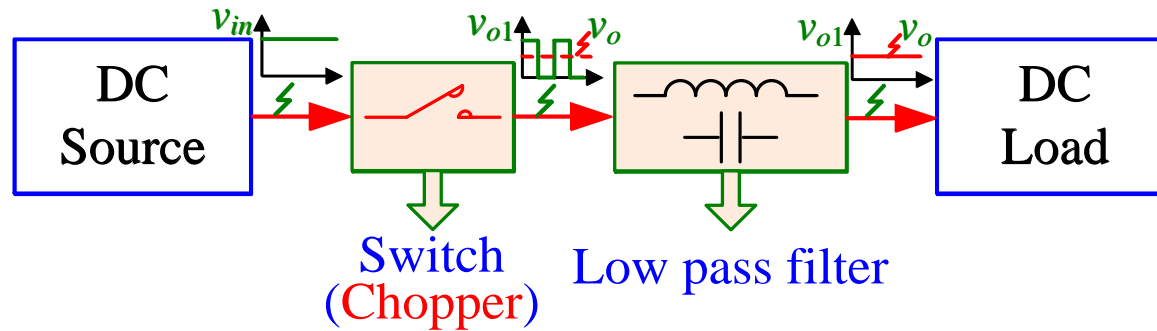 v_in
v_o1 v_o
v_o1 v_o
DC
Source
DC
Load
Switch
(Chopper)
Low pass filter